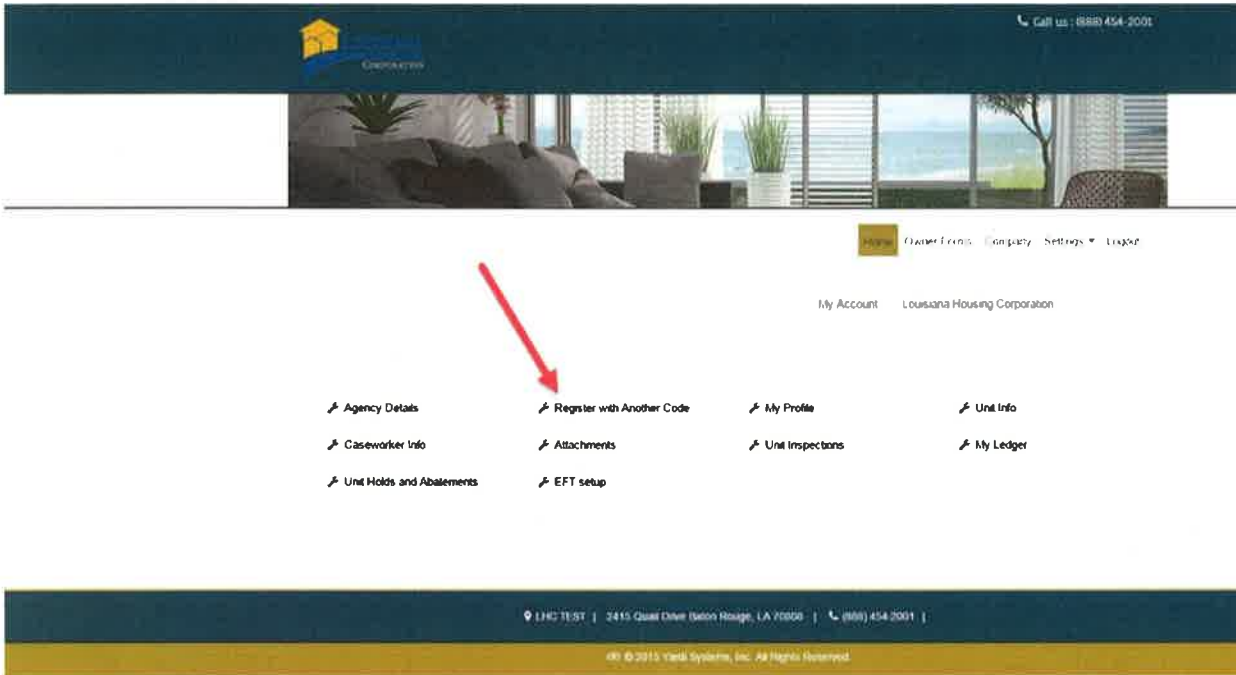 Call us : (888) 454-2001
CORPORATION
Home Owner Forms Company Settings Logout
My Account Louisiana Housing Corporation
Agency Details Register with Another Code My Profile Unit Info
Caseworker Info Attachments Unit Inspections My Ledger
Unit Holds and Abatements EFT setup
LHC TEST | 2415 Quail Drive Baton Rouge, LA 70808 | (888) 454-2001 |
© 2015 Yardi Systems, Inc. All Rights Reserved.